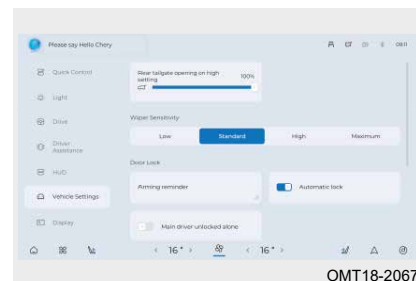 Please say Hello Chery
09:11
Quick Control
Rear tailgate opening on high
setting
100%
Light
Drive
Wiper Sensitivity
Low
Standard
High
Maximum
Driver
Assistance
Door Lock
HUD
Arming reminder
Automatic lock
Vehicle Settings
Display
Main driver unlocked alone
16°
16°
OMT18-2067